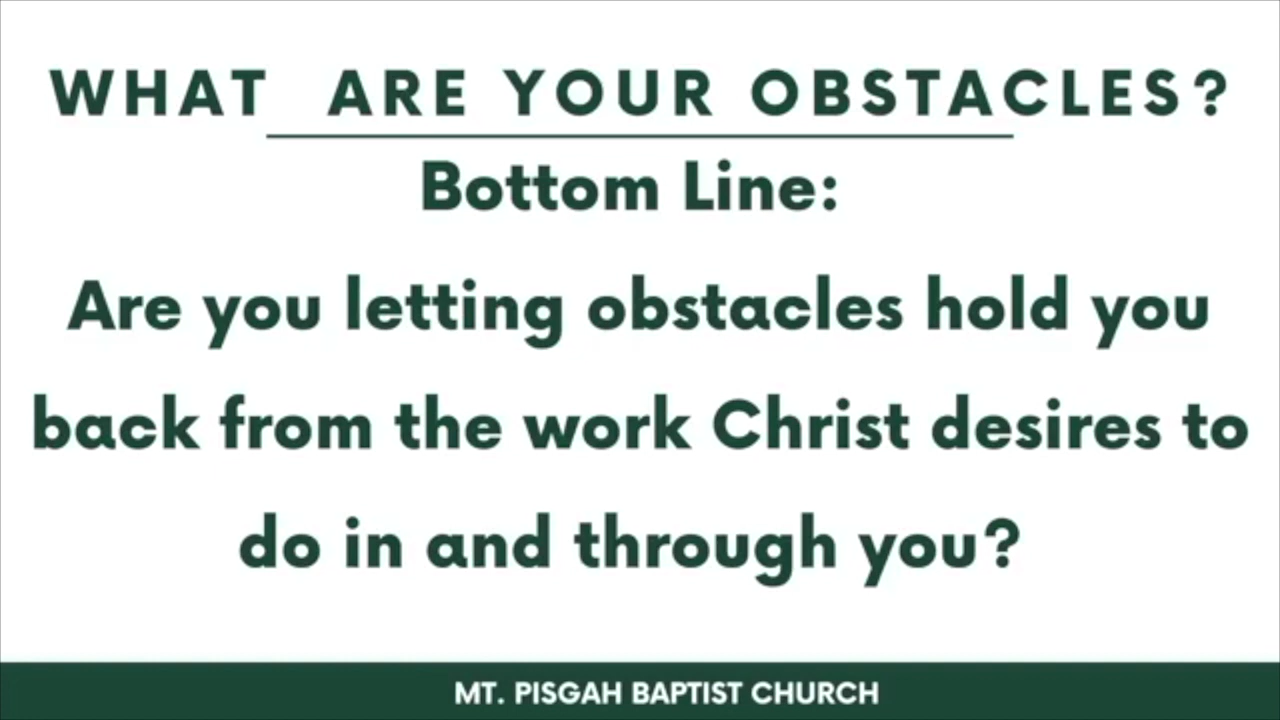 WHAT ARE YOUR OBSTACLES?
Bottom Line:
Are you letting obstacles hold you
back from the work Christ desires to
do in and through you?
MT. PISGAH BAPTIST CHURCH